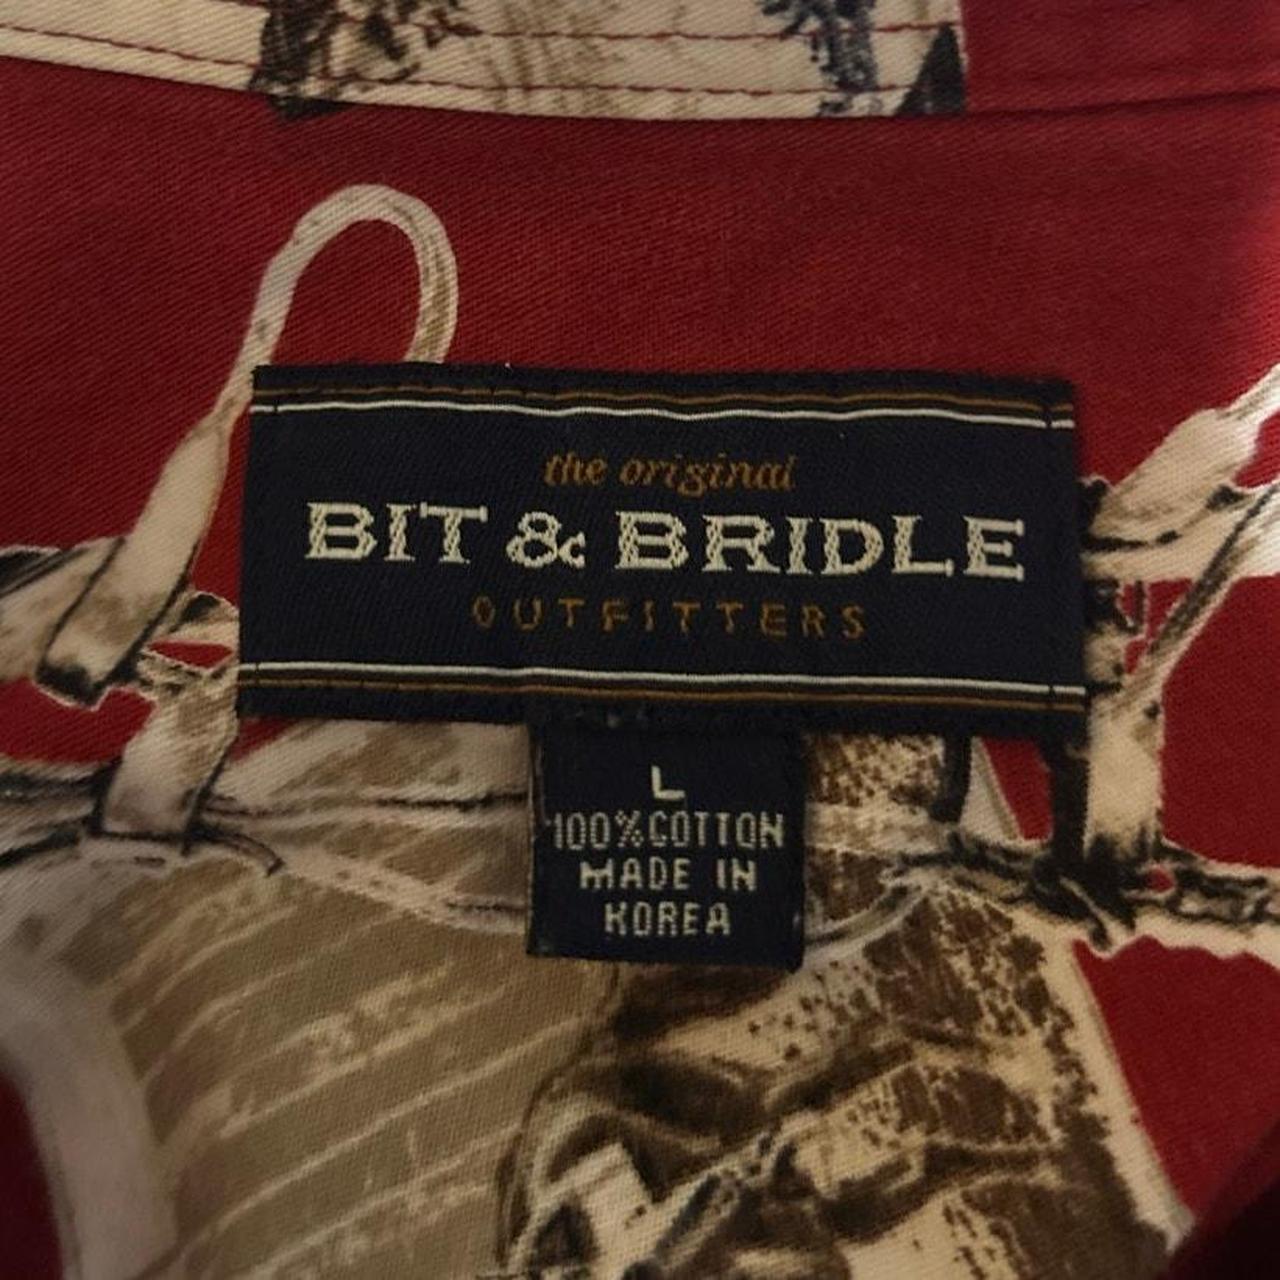 the original
BIT & BRIDLE
OUTFITTERS
L
100% COTTON
MADE IN
KOREA